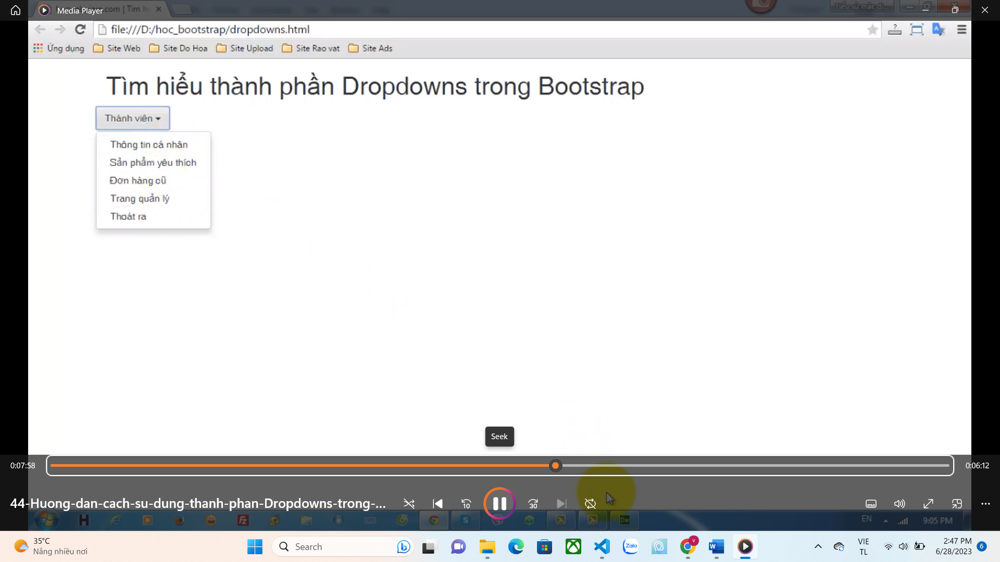 Media Player
file:///D:/hoc_bootstrap/dropdowns.html
Ứng dụng Site Web Site Do Hoa Site Upload Site Rao vat Site Ads
Tìm hiểu thành phần Dropdowns trong Bootstrap
Thành viên
Thông tin cá nhân
Sản phẩm yêu thích
Đơn hàng cũ
Trang quản lý
Thoát ra
Seek
0:07:58 0:06:12
44-Huong-dan-cach-su-dung-thanh-phan-Dropdowns-trong-...
10 30
EN 9:05 PM
35°C
Nắng nhiều nơi
Search
Zalo
VIE
TL
2:47 PM
6/28/2023
6